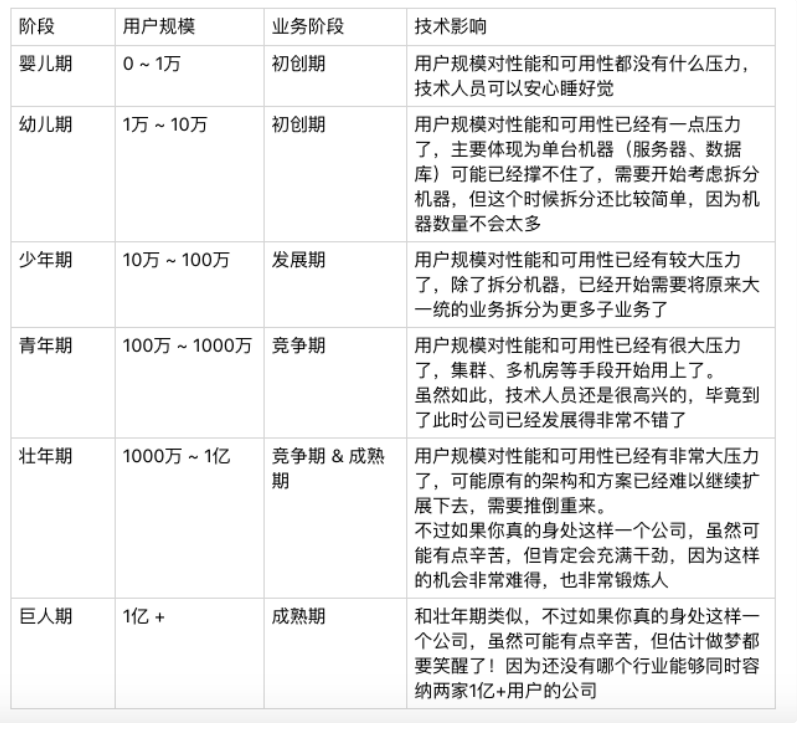 阶段 用户规模 业务阶段 技术影响
婴儿期 0 ~ 1万 初创期 用户规模对性能和可用性都没有什么压力，
技术人员可以安心睡好觉
幼儿期 1万 ~ 10万 初创期 用户规模对性能和可用性已经有一点压力
了，主要体现为单台机器（服务器、数据
库）可能已经撑不住了，需要开始考虑拆分
机器，但这个时候拆分还比较简单，因为机
器数量不会太多
少年期 10万 ~ 100万 发展期 用户规模对性能和可用性已经有较大压力
了，除了拆分机器，已经开始需要将原来大
一统的业务拆分为更多子业务了
青年期 100万 ~ 1000万 竞争期 用户规模对性能和可用性已经有很大压力
了，集群、多机房等手段开始用上了。
虽然如此，技术人员还是很高兴的，毕竟到
了此时公司已经发展得非常不错了
壮年期 1000万 ~ 1亿 竞争期 & 成熟
期
用户规模对性能和可用性已经有非常大压力
了，可能原有的架构和方案已经难以继续扩
展下去，需要推倒重来。
不过如果你真的身处这样一个公司，虽然可
能有点辛苦，但肯定会充满干劲，因为这样
的机会非常难得，也非常锻炼人
巨人期 1亿 + 成熟期 和壮年期类似，不过如果你真的身处这样一
个公司，虽然可能有点辛苦，但估计做梦都
要笑醒了！因为还没有哪个行业能够同时容
纳两家1亿+用户的公司